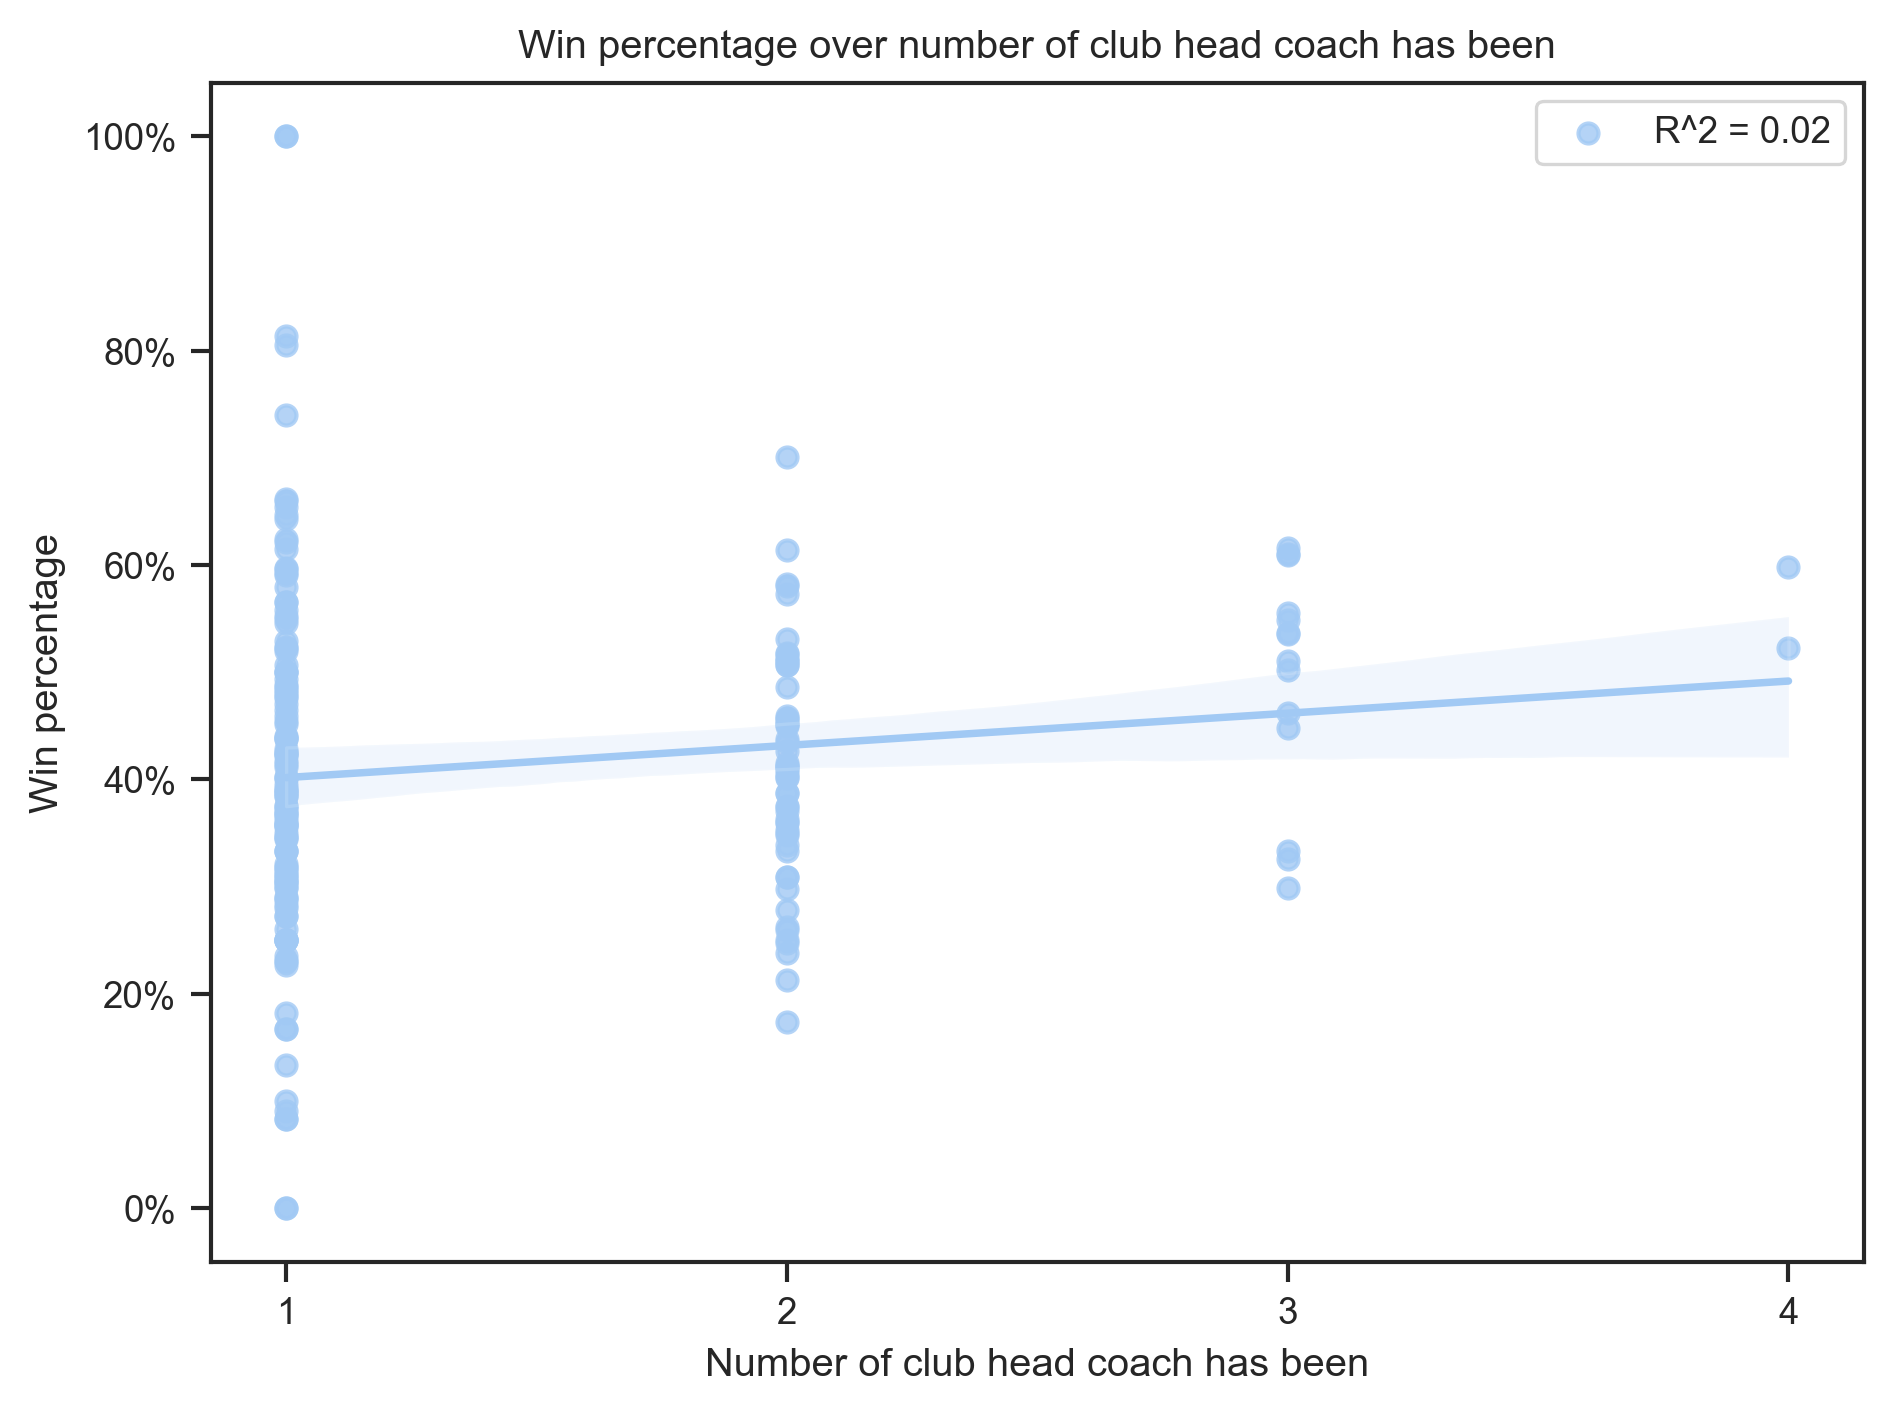 Win percentage over number of club head coach has been
R^2 = 0.02
100%
80%
60%
40%
20%
0%
Win percentage
1 2 3 4
Number of club head coach has been